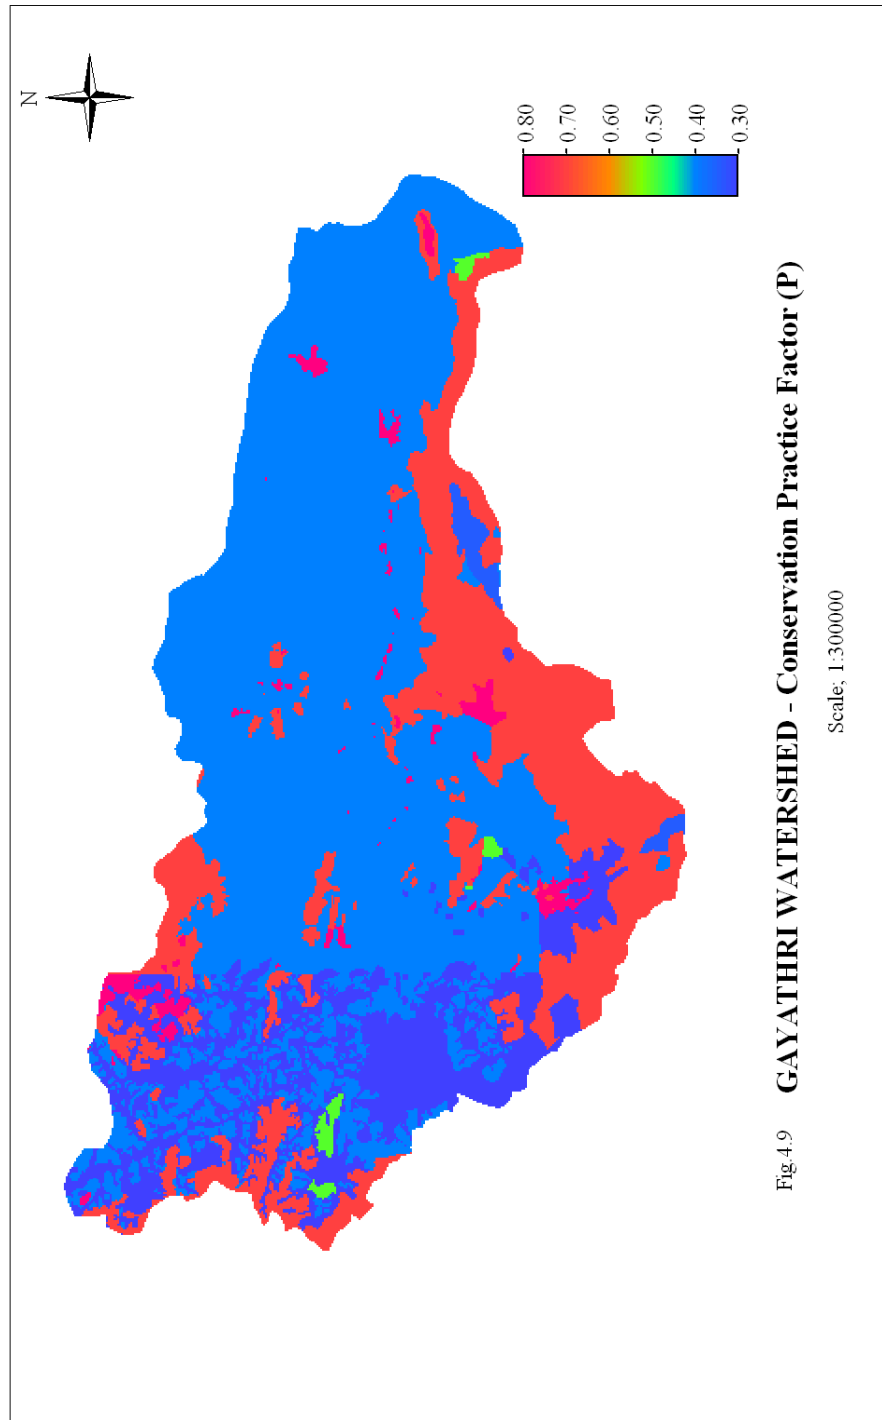 N
0.80
0.70
0.60
0.50
0.40
0.30
Fig.4.9 GAYATHRI WATERSHED - Conservation Practice Factor (P)
Scale; 1:300000